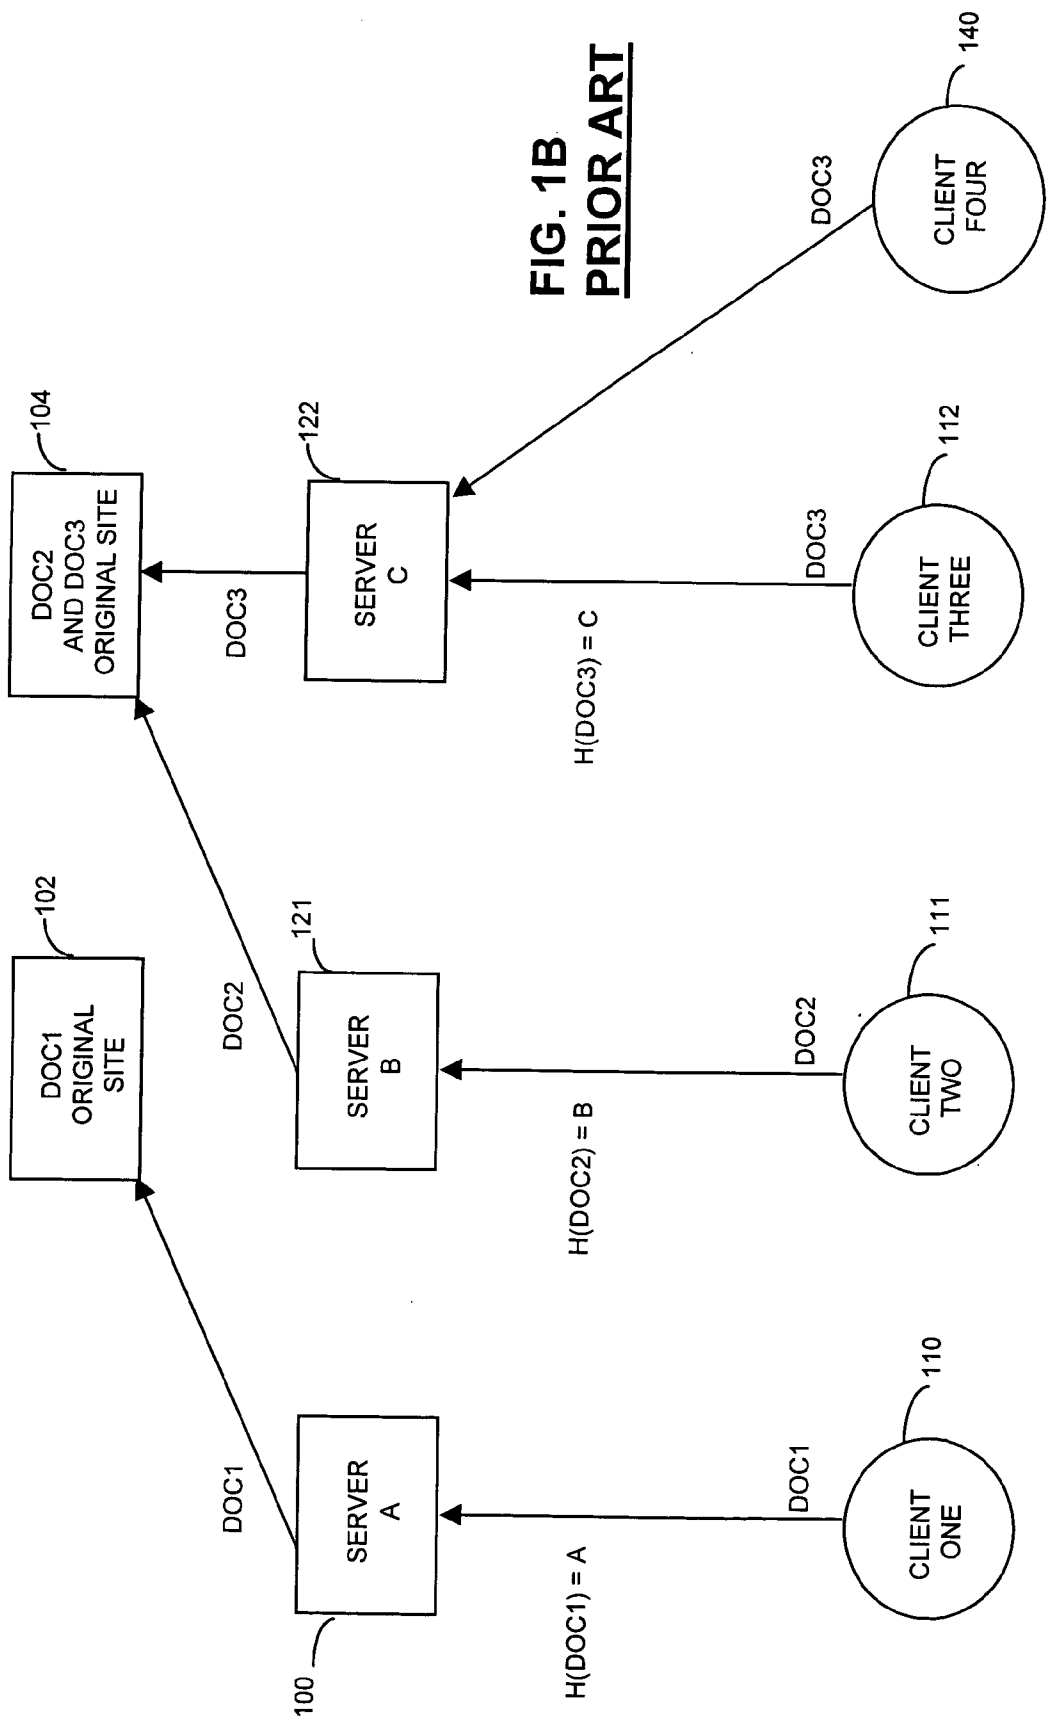 DOC1
ORIGINAL
SITE
102
DOC2
AND DOC3
ORIGINAL SITE
104
DOC1
DOC2
DOC3
100
SERVER
A
121
SERVER
B
122
SERVER
C
H(DOC1) = A
H(DOC2) = B
H(DOC3) = C
FIG. 1B
PRIOR ART
DOC1
DOC2
DOC3
DOC3
CLIENT
ONE
110
CLIENT
TWO
111
CLIENT
THREE
112
CLIENT
FOUR
140